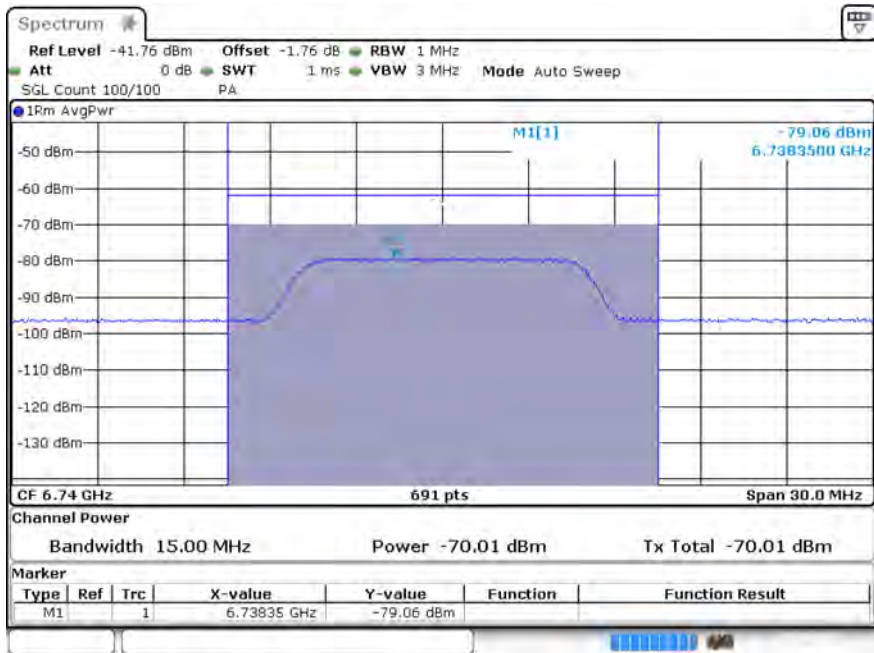 Spectrum
Ref Level -41.76 dBm Offset -1.76 dB RBW 1 MHz
Att 0 dB SWT 1 ms VBW 3 MHz Mode Auto Sweep
SGL Count 100/100 PA
1Rm AvgPwr
M1[1] -79.06 dBm
6.7383500 GHz
-50 dBm
-60 dBm
-70 dBm
-80 dBm
-90 dBm
-100 dBm
-110 dBm
-120 dBm
-130 dBm
CF 6.74 GHz 691 pts Span 30.0 MHz
Channel Power
Bandwidth 15.00 MHz Power -70.01 dBm Tx Total -70.01 dBm
Marker
Type Ref Trc X-value Y-value Function Function Result
M1 1 6.73835 GHz -79.06 dBm